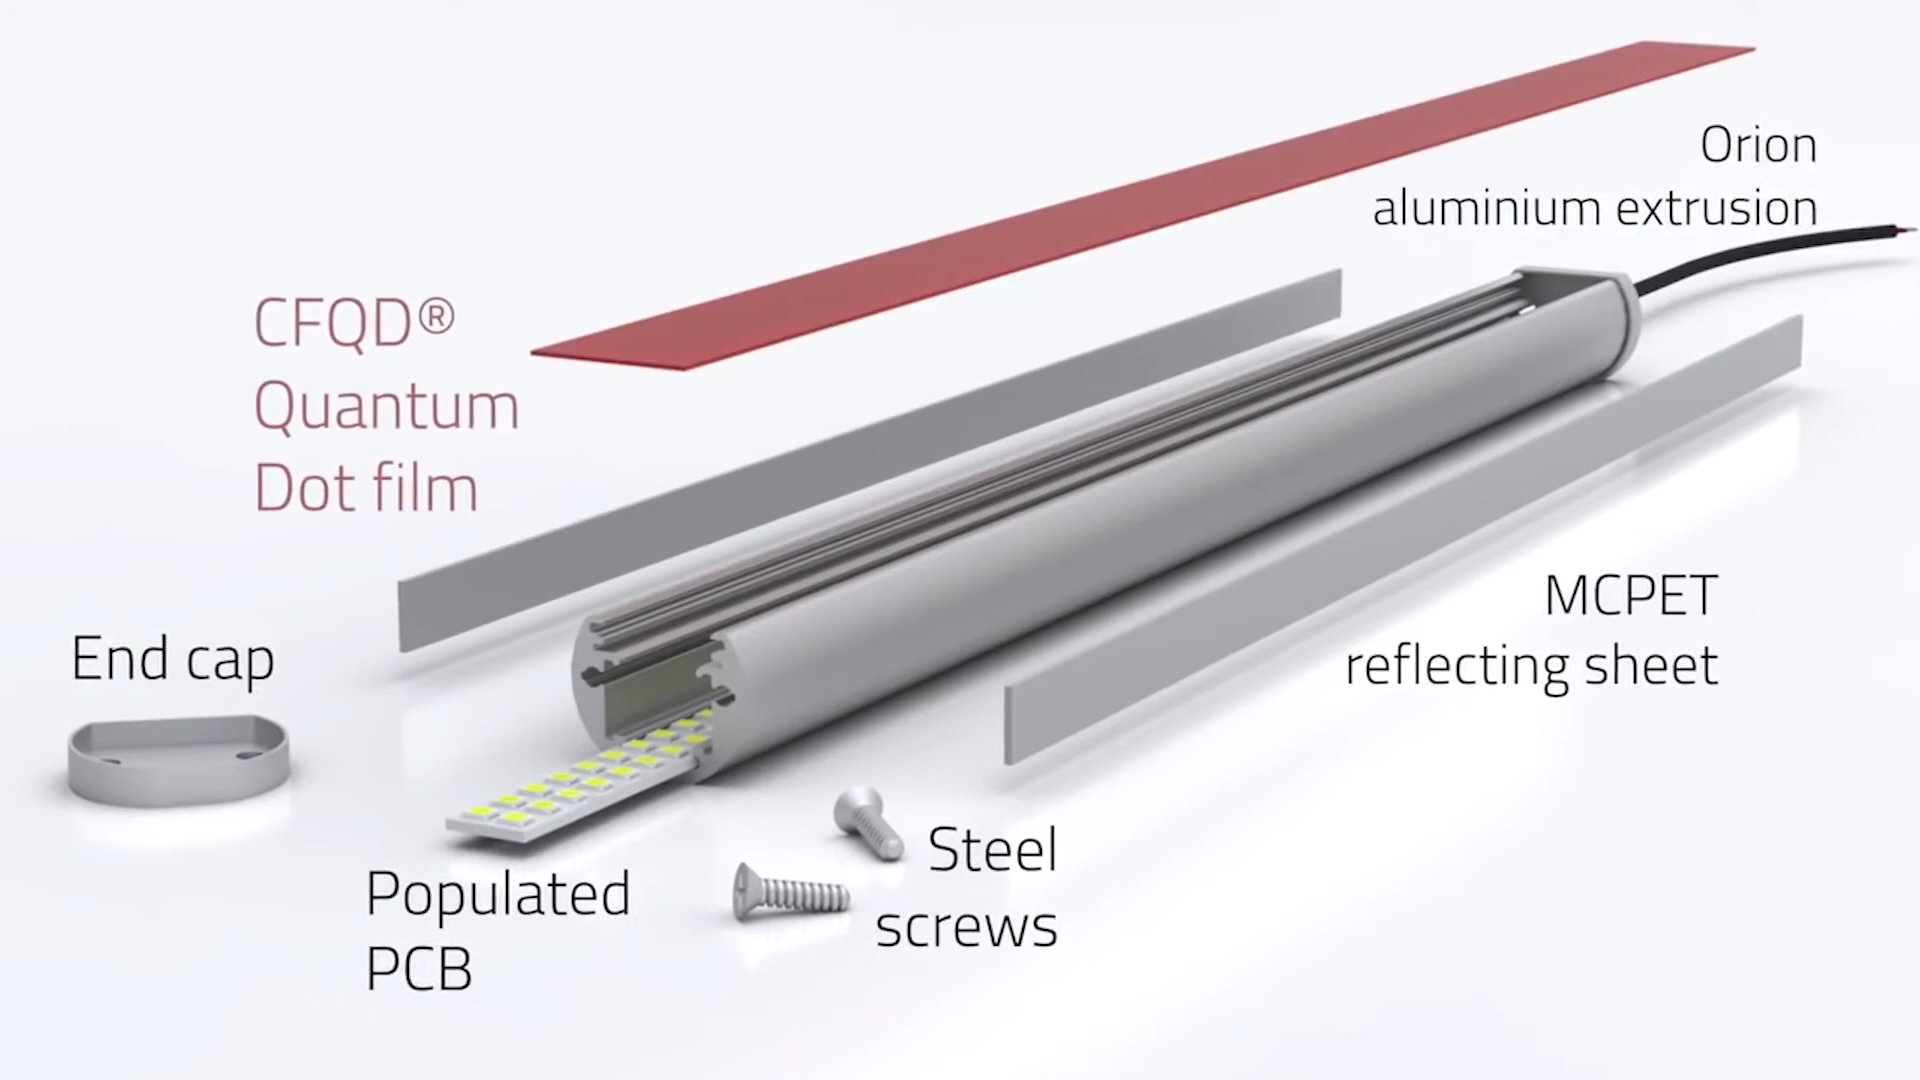 Orion
aluminium extrusion
CFQD®
Quantum
Dot film
MCPET
reflecting sheet
End cap
Steel
screws
Populated
PCB